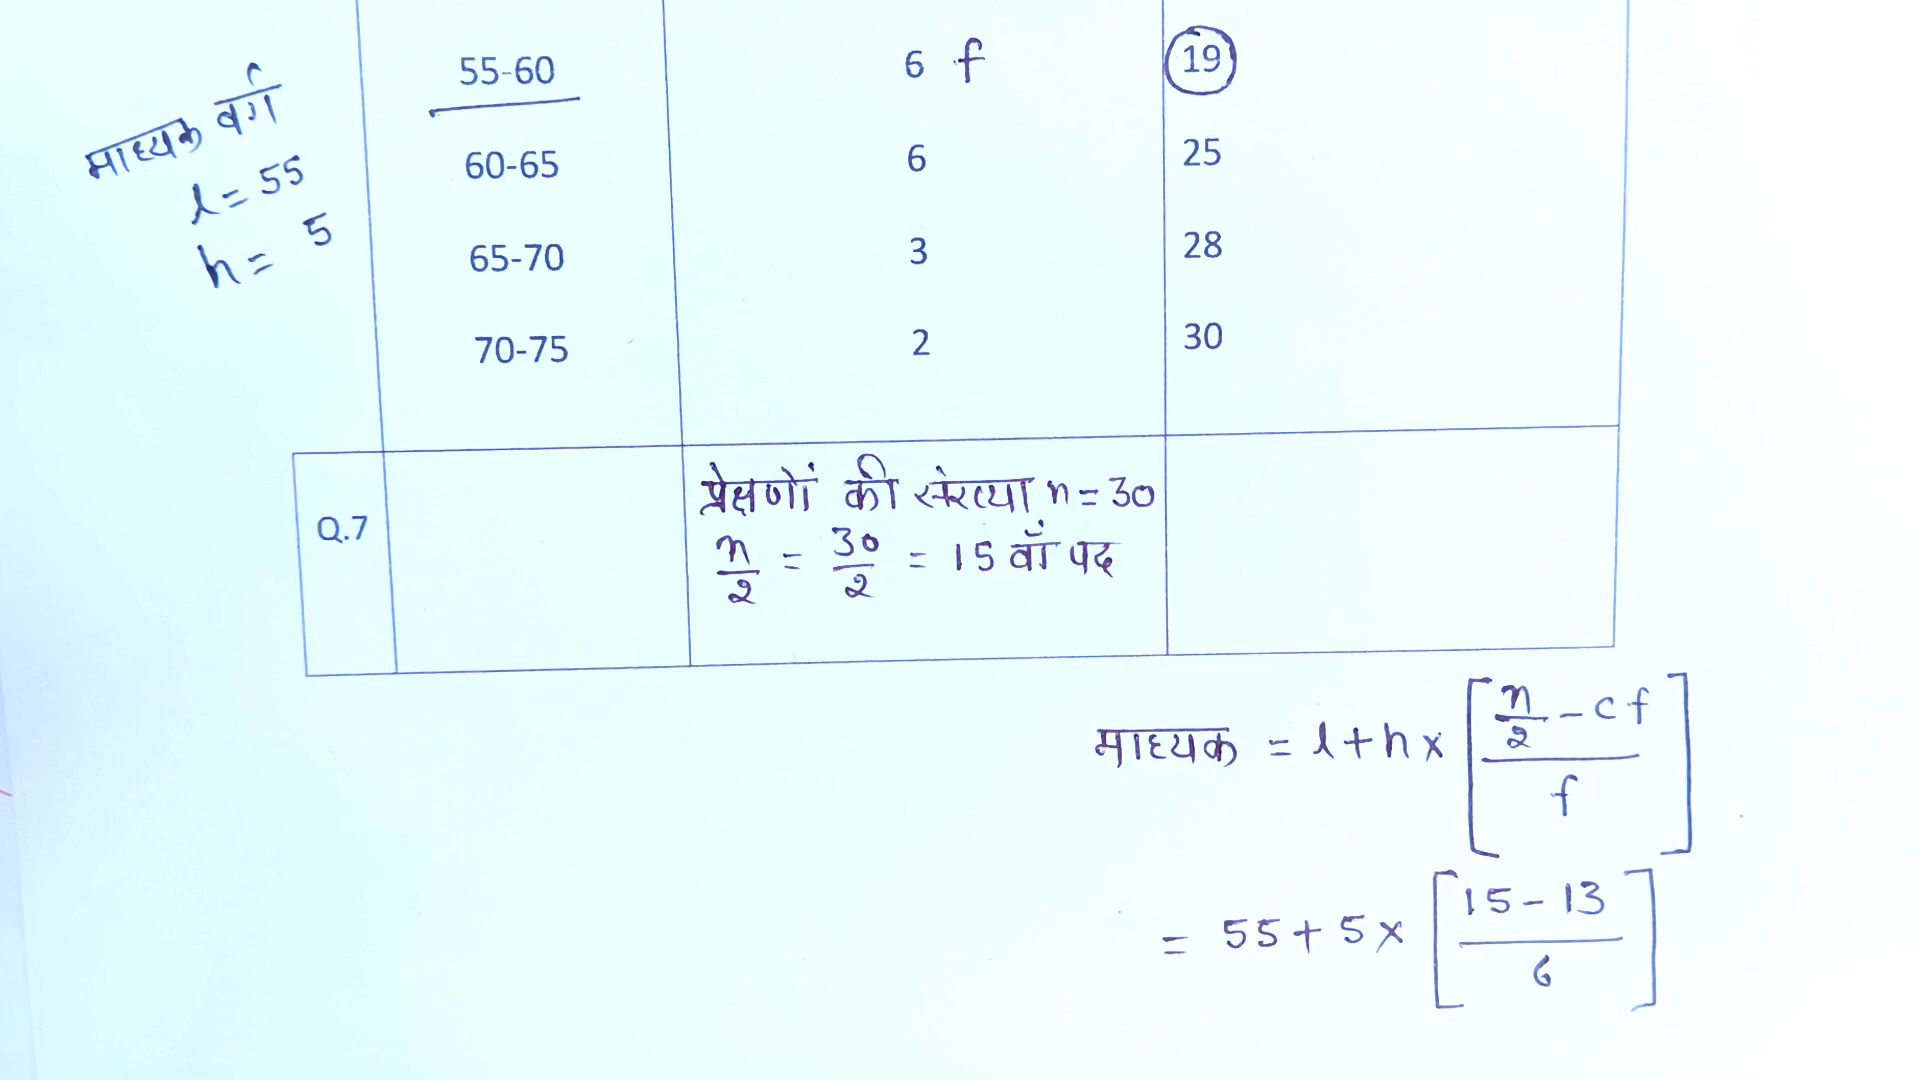 55-60 6 f 19
माध्यक वर्ग
60-65 6 25
l = 55
h = 5
65-70 3 28
70-75 2 30
Q.7
प्रेक्षणों की संख्या n = 30
n/2 = 30/2 = 15 वाँ पद
माध्यक = l + h × [ (n/2 - cf) / f ]
= 55 + 5 × [ (15 - 13) / 6 ]